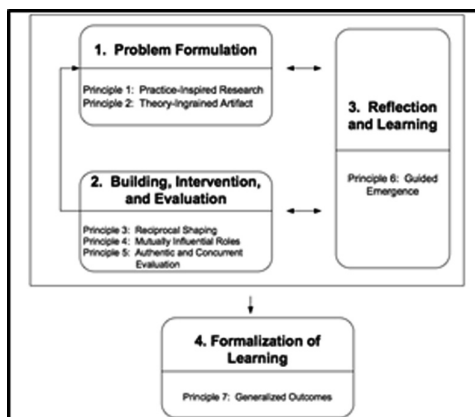 1. Problem Formulation
Principle 1: Practice-Inspired Research
Principle 2: Theory-Ingrained Artifact
2. Building, Intervention,
and Evaluation
Principle 3: Reciprocal Shaping
Principle 4: Mutually Influential Roles
Principle 5: Authentic and Concurrent
Evaluation
3. Reflection
and Learning
Principle 6: Guided
Emergence
4. Formalization of
Learning
Principle 7: Generalized Outcomes